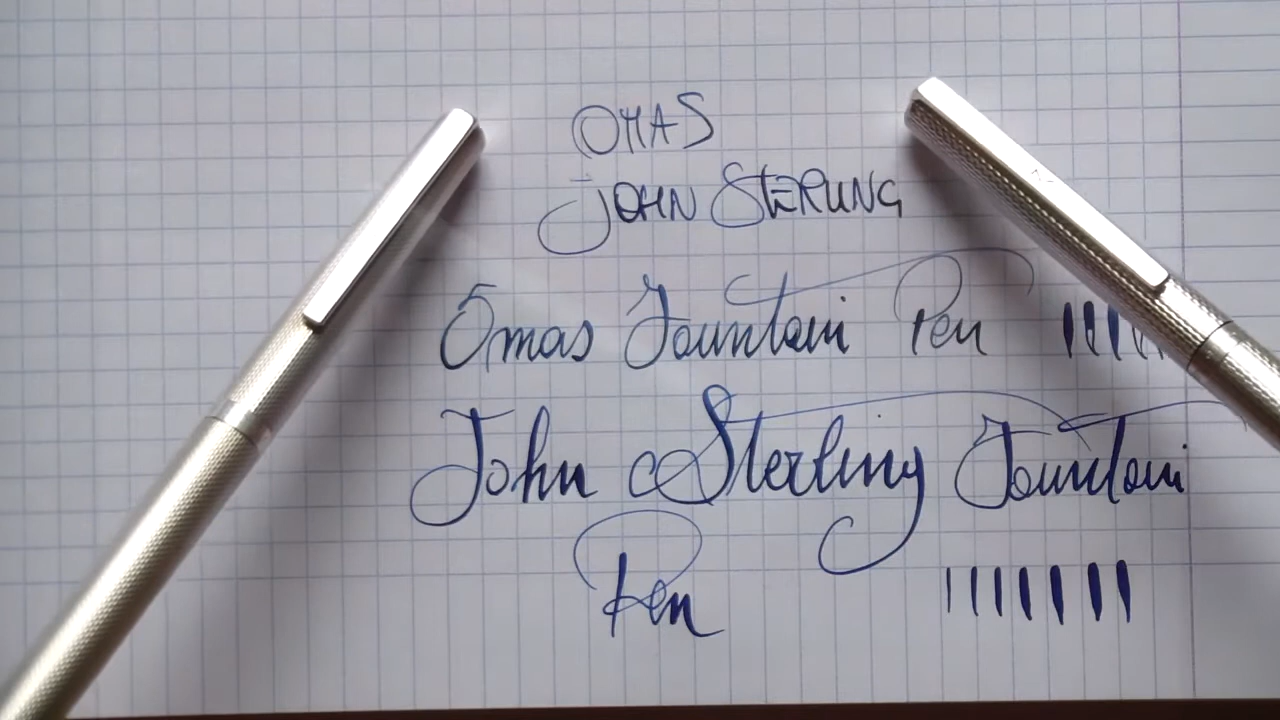 OMAS
JOHN STERLING
Omas Fountain Pen
John Sterling Fountain
Pen